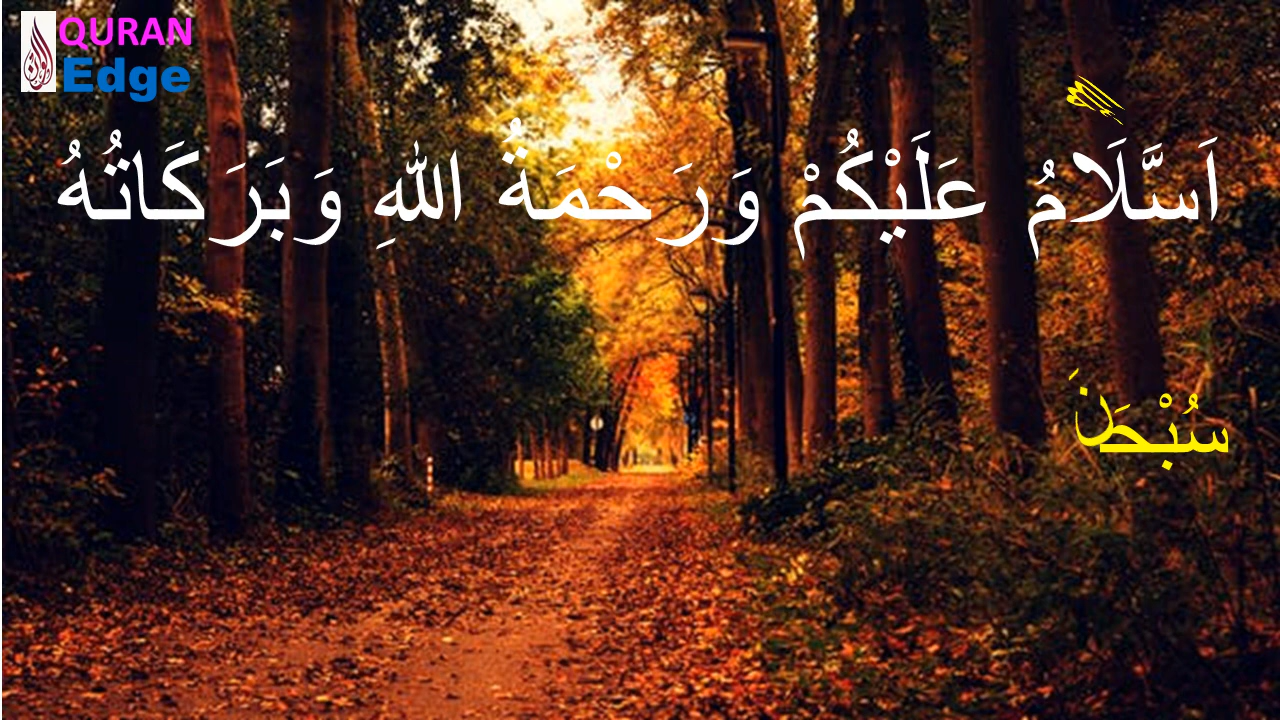 QURAN
Edge
اَسَّلَامُ عَلَيْكُمْ وَرَحْمَةُ اللهِ وَبَرَكَاتُهُ
سُبْحَنَ